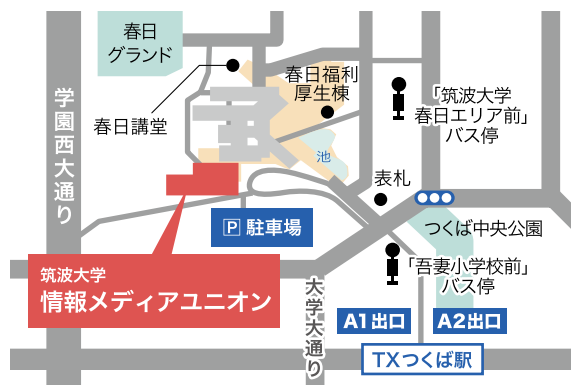 春日
グランド
春日講堂
春日福利
厚生棟
「筑波大学
春日エリア前」
バス停
学園西大通り
池
表札
P 駐車場
つくば中央公園
筑波大学
情報メディアユニオン
「吾妻小学校前」
バス停
大学大通り
A1出口
A2出口
TXつくば駅